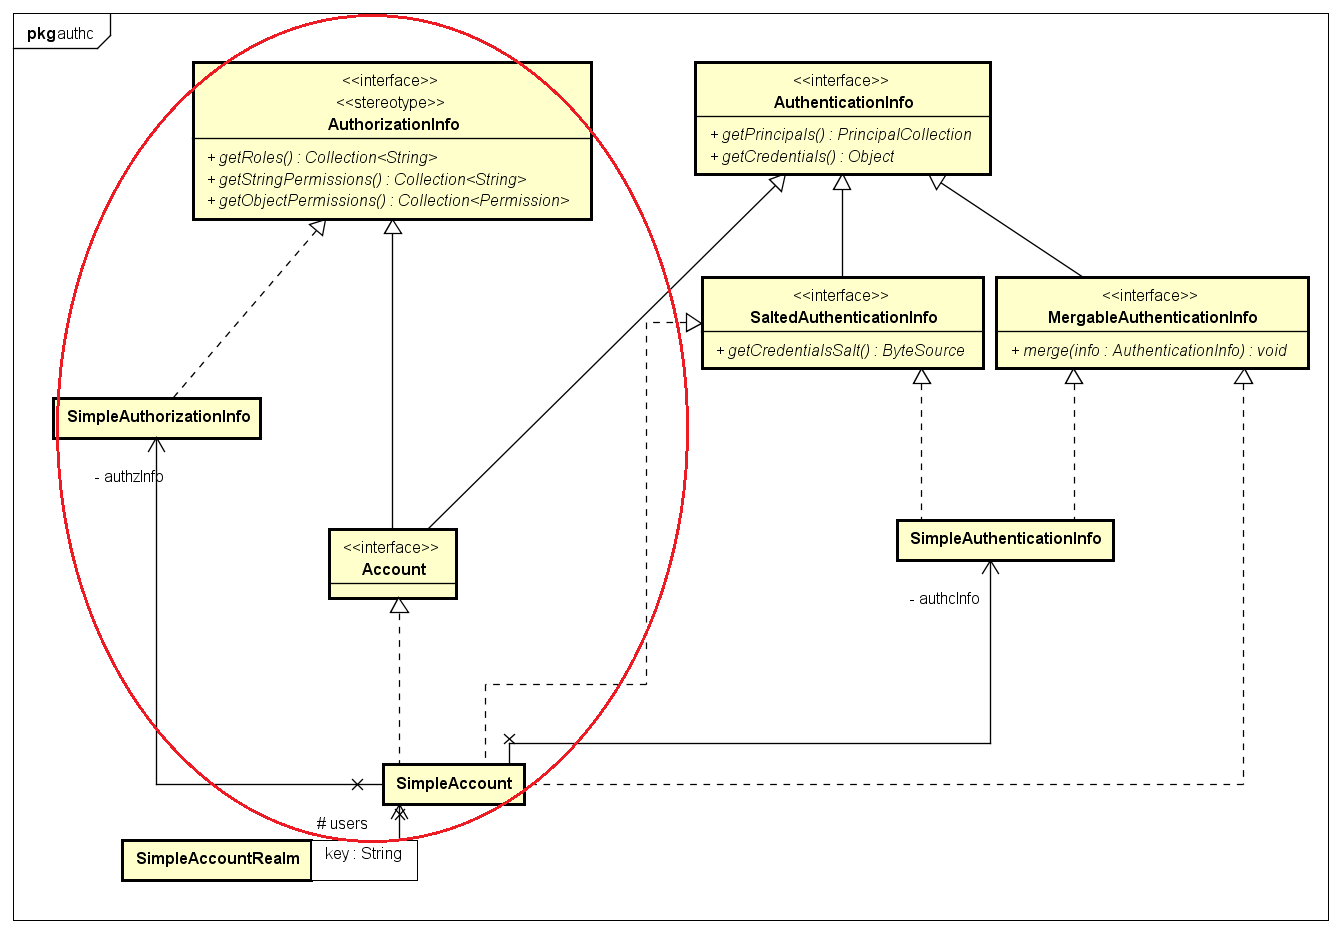 pkg authc
<<interface>>
<<stereotype>>
AuthorizationInfo
+ getRoles() : Collection<String>
+ getStringPermissions() : Collection<String>
+ getObjectPermissions() : Collection<Permission>
<<interface>>
AuthenticationInfo
+ getPrincipals() : PrincipalCollection
+ getCredentials() : Object
<<interface>>
SaltedAuthenticationInfo
+ getCredentialsSalt() : ByteSource
<<interface>>
MergableAuthenticationInfo
+ merge(info : AuthenticationInfo) : void
SimpleAuthorizationInfo
- authzInfo
<<interface>>
Account
SimpleAuthenticationInfo
- authcInfo
SimpleAccount
# users
SimpleAccountRealm
key : String